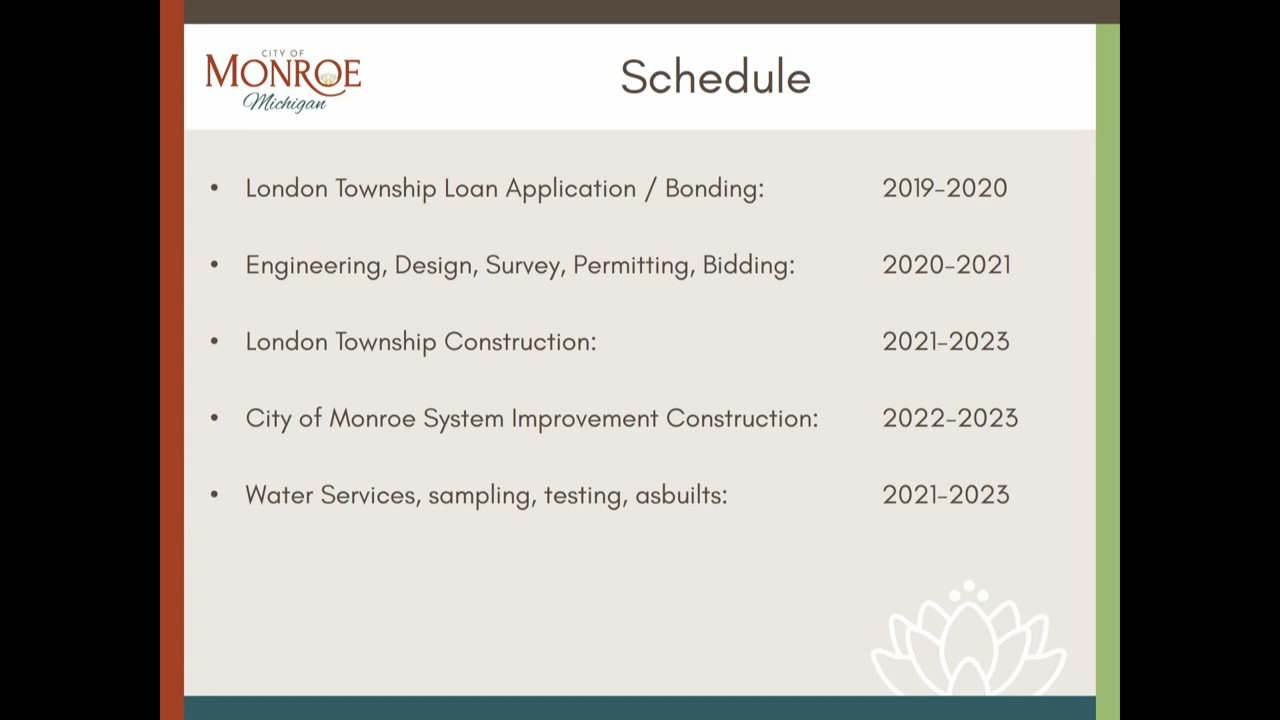 CITY OF
MONROE
Michigan
Schedule
• London Township Loan Application / Bonding: 2019-2020
• Engineering, Design, Survey, Permitting, Bidding: 2020-2021
• London Township Construction: 2021-2023
• City of Monroe System Improvement Construction: 2022-2023
• Water Services, sampling, testing, asbuilts: 2021-2023